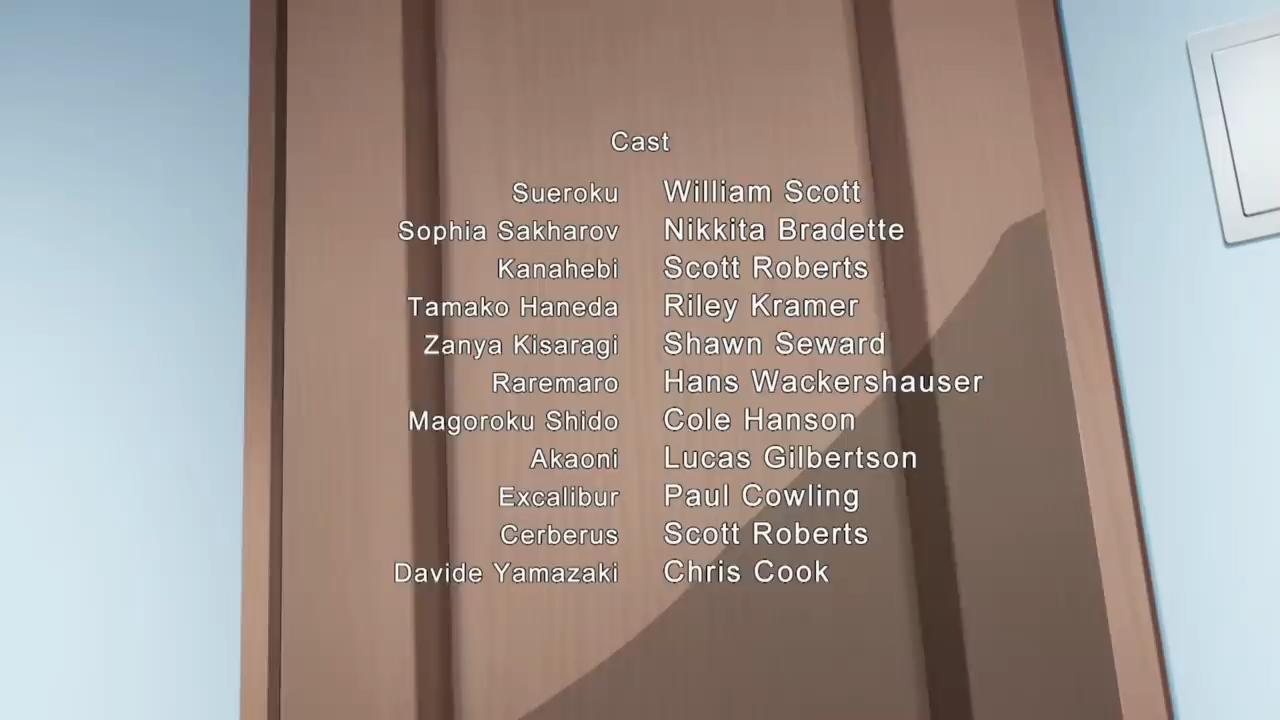 Cast
Sueroku William Scott
Sophia Sakharov Nikkita Bradette
Kanahebi Scott Roberts
Tamako Haneda Riley Kramer
Zanya Kisaragi Shawn Seward
Raremaro Hans Wackershauser
Magoroku Shido Cole Hanson
Akaoni Lucas Gilbertson
Excalibur Paul Cowling
Cerberus Scott Roberts
Davide Yamazaki Chris Cook